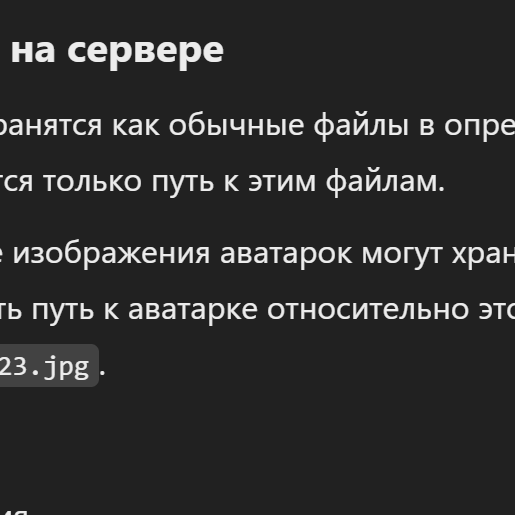 на сервере
ранятся как обычные файлы в опре
тся только путь к этим файлам.
е изображения аватарок могут хран
ть путь к аватарке относительно это
23.jpg.